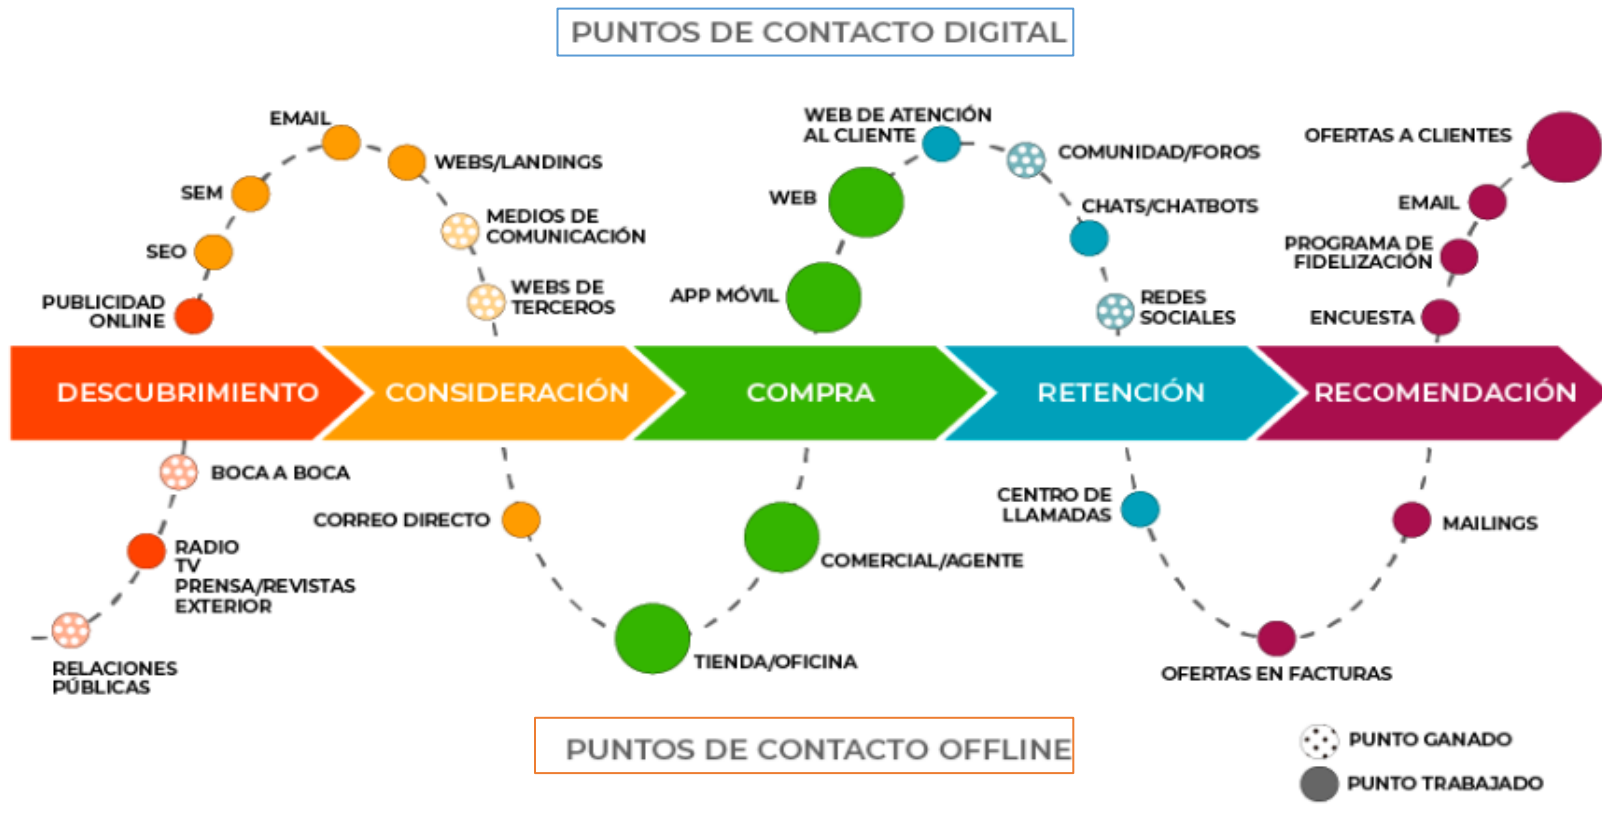 PUNTOS DE CONTACTO DIGITAL
EMAIL
WEBS/LANDINGS
SEM
MEDIOS DE
COMUNICACIÓN
SEO
WEBS DE
TERCEROS
PUBLICIDAD
ONLINE
WEB DE ATENCIÓN
AL CLIENTE
COMUNIDAD/FOROS
WEB
CHATS/CHATBOTS
APP MÓVIL
REDES
SOCIALES
OFERTAS A CLIENTES
EMAIL
PROGRAMA DE
FIDELIZACIÓN
ENCUESTA
DESCUBRIMIENTO
CONSIDERACIÓN
COMPRA
RETENCIÓN
RECOMENDACIÓN
BOCA A BOCA
RADIO
TV
PRENSA/REVISTAS
EXTERIOR
RELACIONES
PÚBLICAS
CORREO DIRECTO
COMERCIAL/AGENTE
TIENDA/OFICINA
CENTRO DE
LLAMADAS
MAILINGS
OFERTAS EN FACTURAS
PUNTOS DE CONTACTO OFFLINE
PUNTO GANADO
PUNTO TRABAJADO